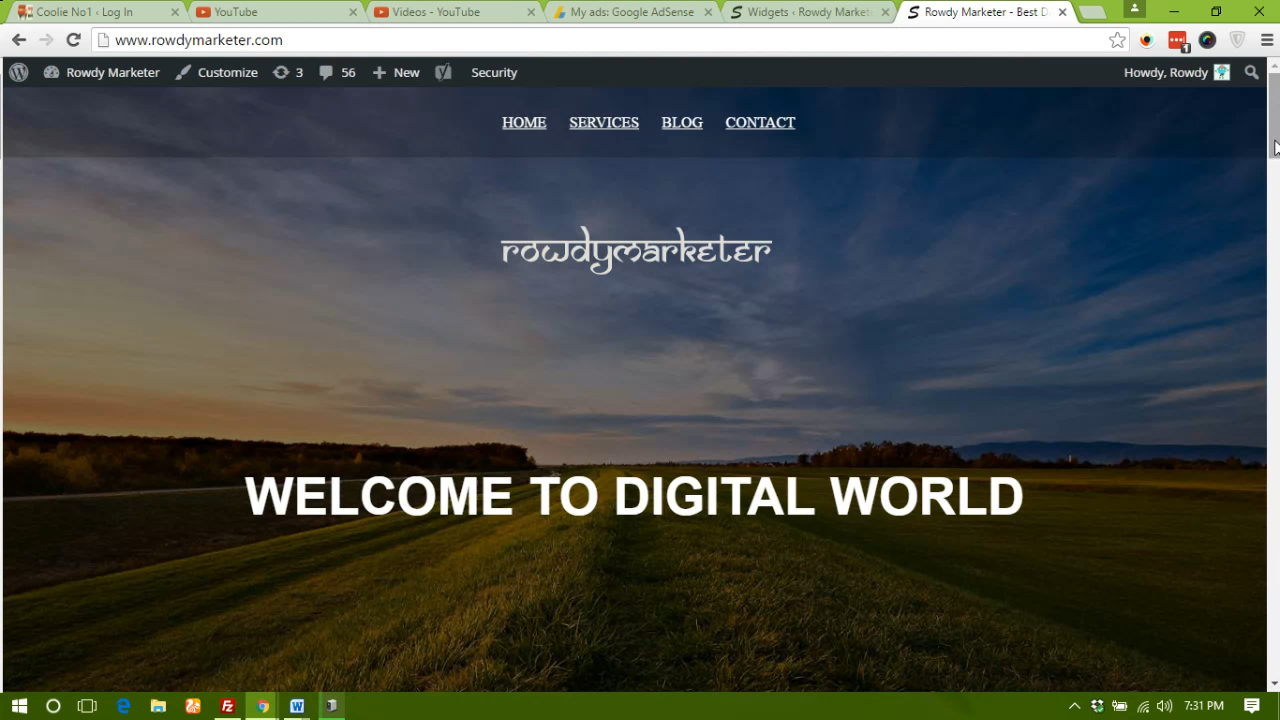 Coolie No1 ‹ Log In
YouTube
Videos - YouTube
My ads: Google AdSense
Widgets ‹ Rowdy Market
Rowdy Marketer - Best D
www.rowdymarketer.com
1
Rowdy Marketer
Customize
3
56
New
Security
Howdy, Rowdy
HOME SERVICES BLOG CONTACT
rowdymarketer
WELCOME TO DIGITAL WORLD
7:31 PM